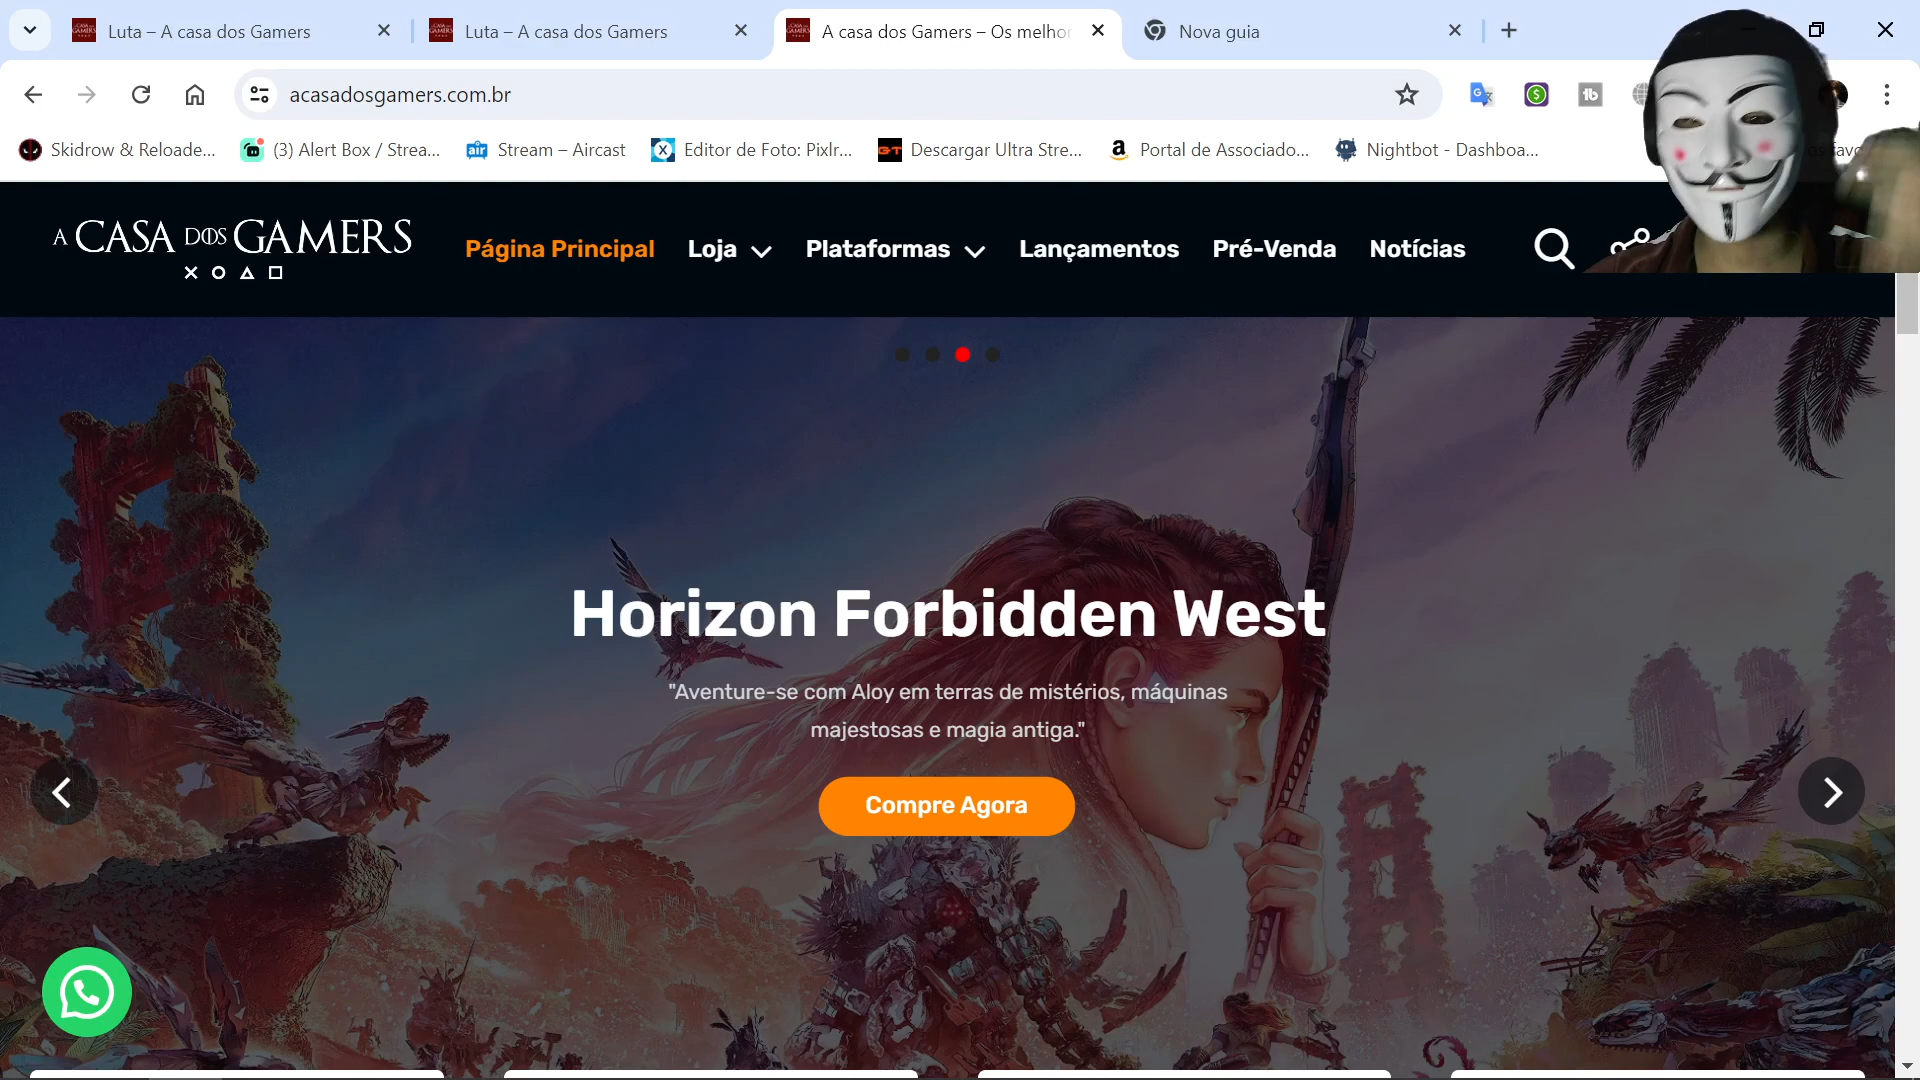 Luta – A casa dos Gamers
Luta – A casa dos Gamers
A casa dos Gamers – Os melho
Nova guia
acasadosgamers.com.br
Skidrow & Reloade...
(3) Alert Box / Strea...
Stream – Aircast
Editor de Foto: Pixlr...
Descargar Ultra Stre...
Portal de Associado...
Nightbot - Dashboa...
os favo
A CASA DOS GAMERS
Página Principal
Loja
Plataformas
Lançamentos
Pré-Venda
Notícias
Horizon Forbidden West
"Aventure-se com Aloy em terras de mistérios, máquinas
majestosas e magia antiga."
Compre Agora